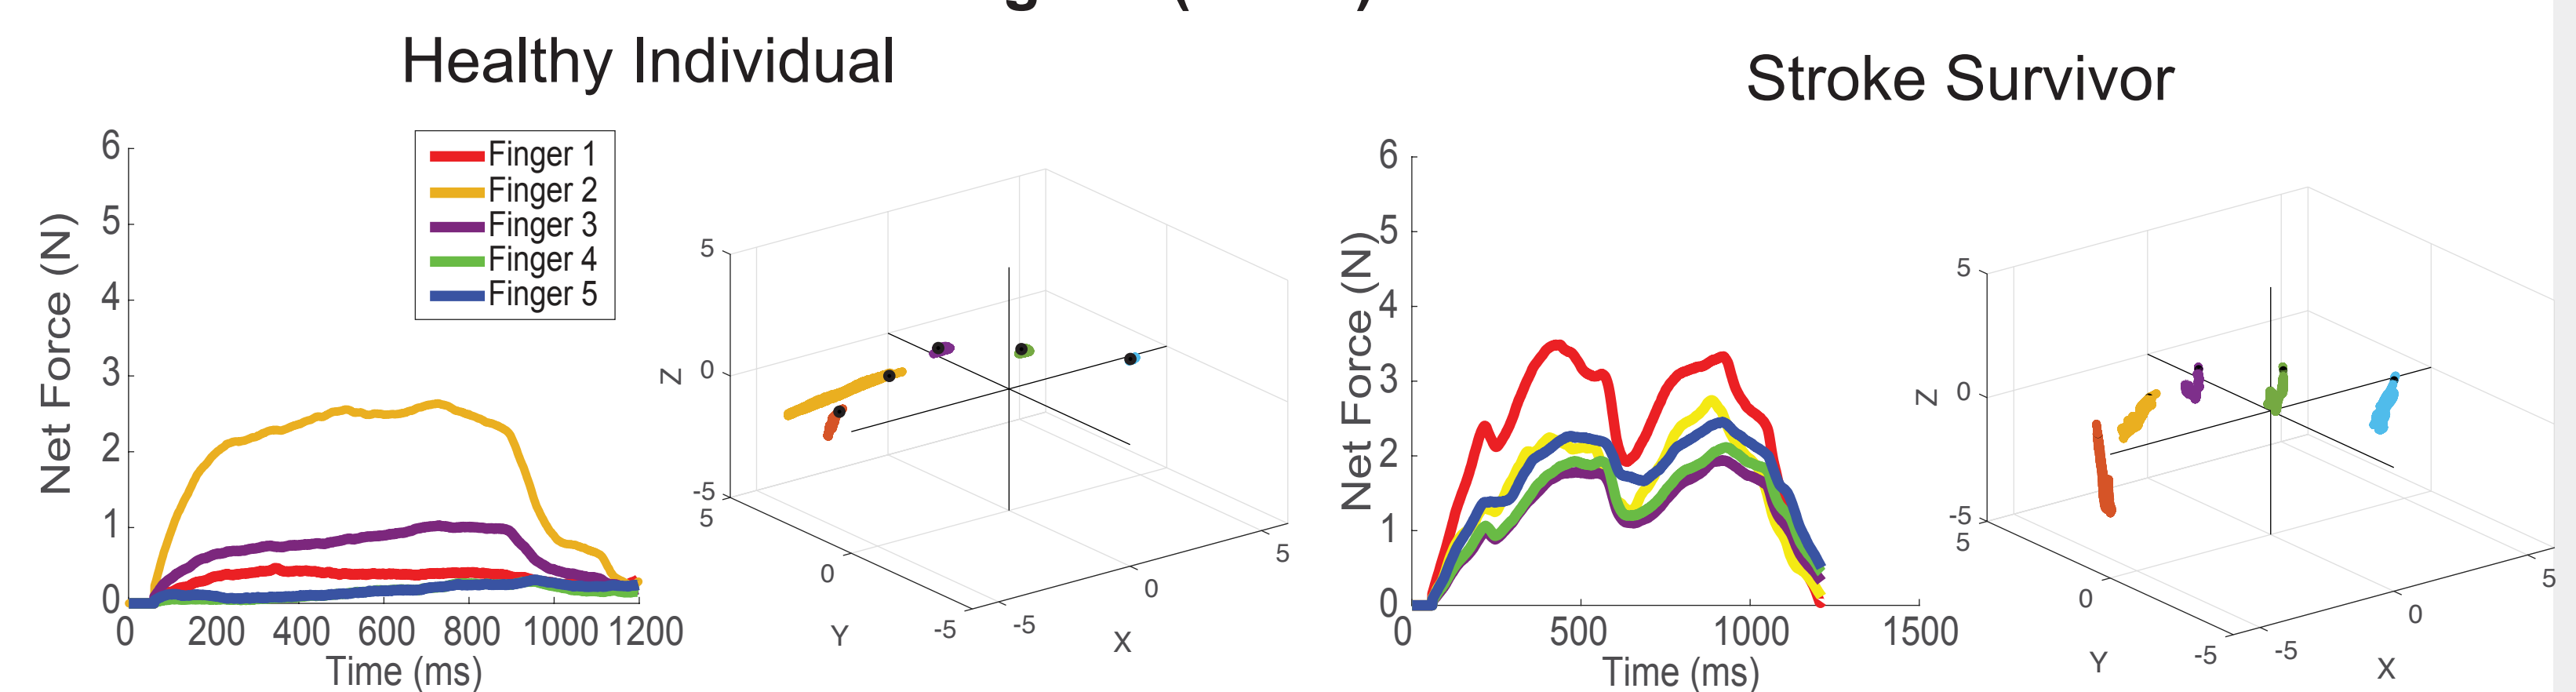 Healthy Individual
Stroke Survivor
6
5
4
3
2
1
0
Net Force (N)
0 200 400 600 800 1000 1200
Time (ms)
Finger 1
Finger 2
Finger 3
Finger 4
Finger 5
5
0
-5
Z
5
0
-5
Y
-5
0
5
X
6
5
4
3
2
1
0
Net Force (N)
0 500 1000 1500
Time (ms)
5
0
-5
Z
5
0
-5
Y
-5
0
5
X